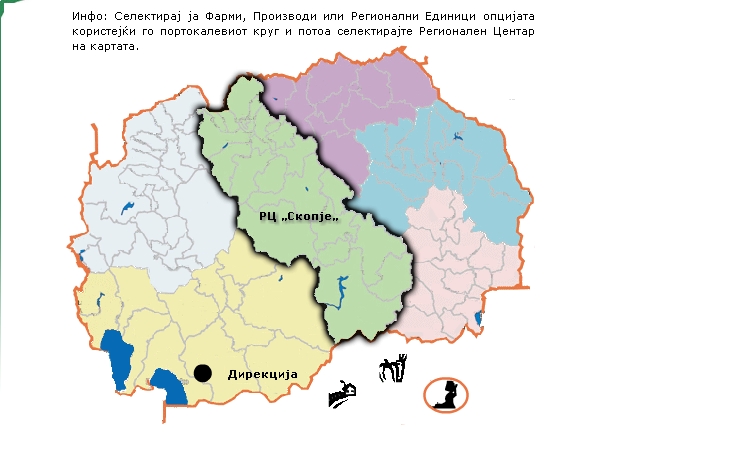 Инфо: Селектирај ја Фарми, Производи или Регионални Единици опцијата
користејќи го портокалевиот круг и потоа селектирајте Регионален Центар
на картата.
РЦ „Скопје„
Дирекција